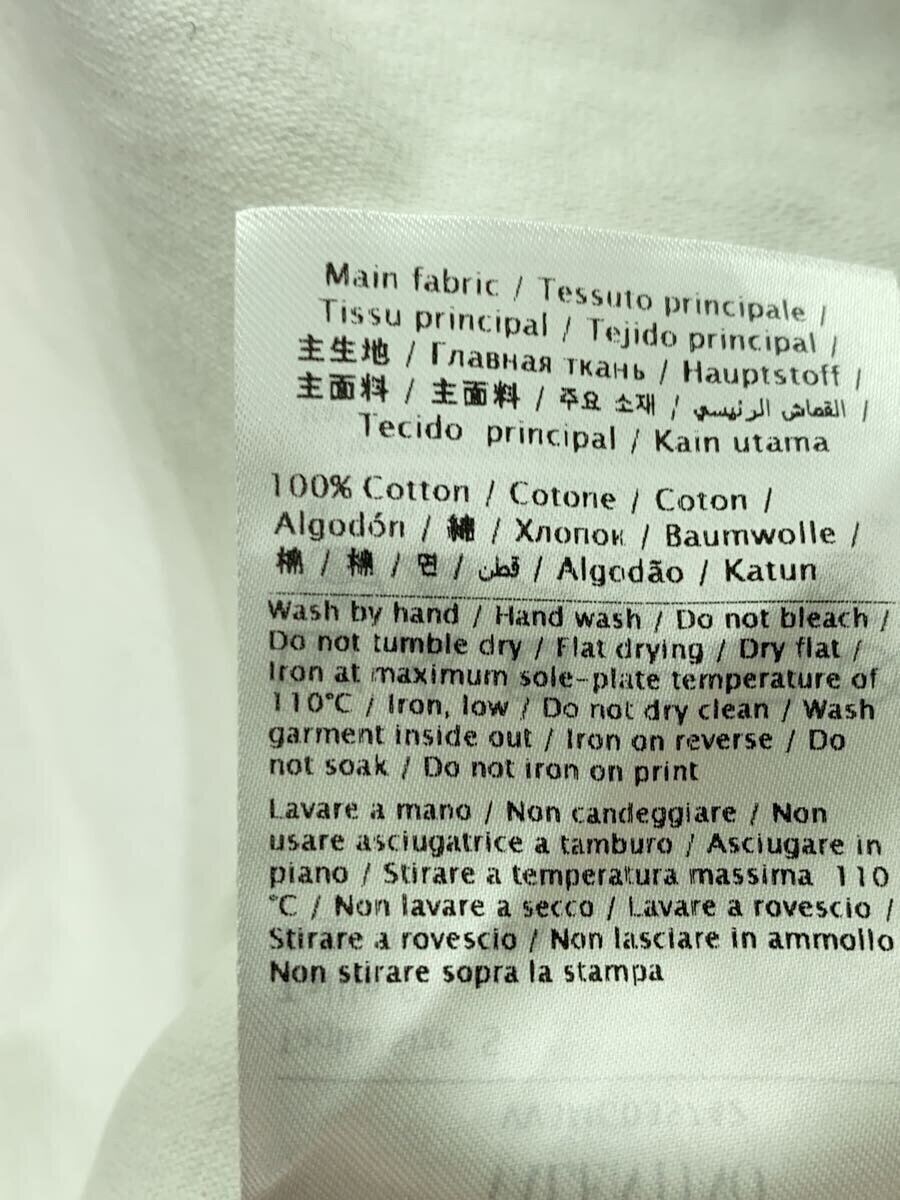 Main fabric / Tessuto principale /
Tissu principal / Tejido principal /
主生地 / Главная ткань / Hauptstoff /
主面料 / 主面料 / 주요 소재 / القماش الرئيسي /
Tecido principal / Kain utama
100% Cotton / Cotone / Coton /
Algodón / 綿 / Хлопок / Baumwolle /
棉 / 棉 / 면 / قطن / Algodão / Katun
Wash by hand / Hand wash / Do not bleach /
Do not tumble dry / Flat drying / Dry flat /
Iron at maximum sole-plate temperature of
110°C / Iron, low / Do not dry clean / Wash
garment inside out / Iron on reverse / Do
not soak / Do not iron on print
Lavare a mano / Non candeggiare / Non
usare asciugatrice a tamburo / Asciugare in
piano / Stirare a temperatura massima 110
°C / Non lavare a secco / Lavare a rovescio /
Stirare a rovescio / Non lasciare in ammollo
Non stirare sopra la stampa